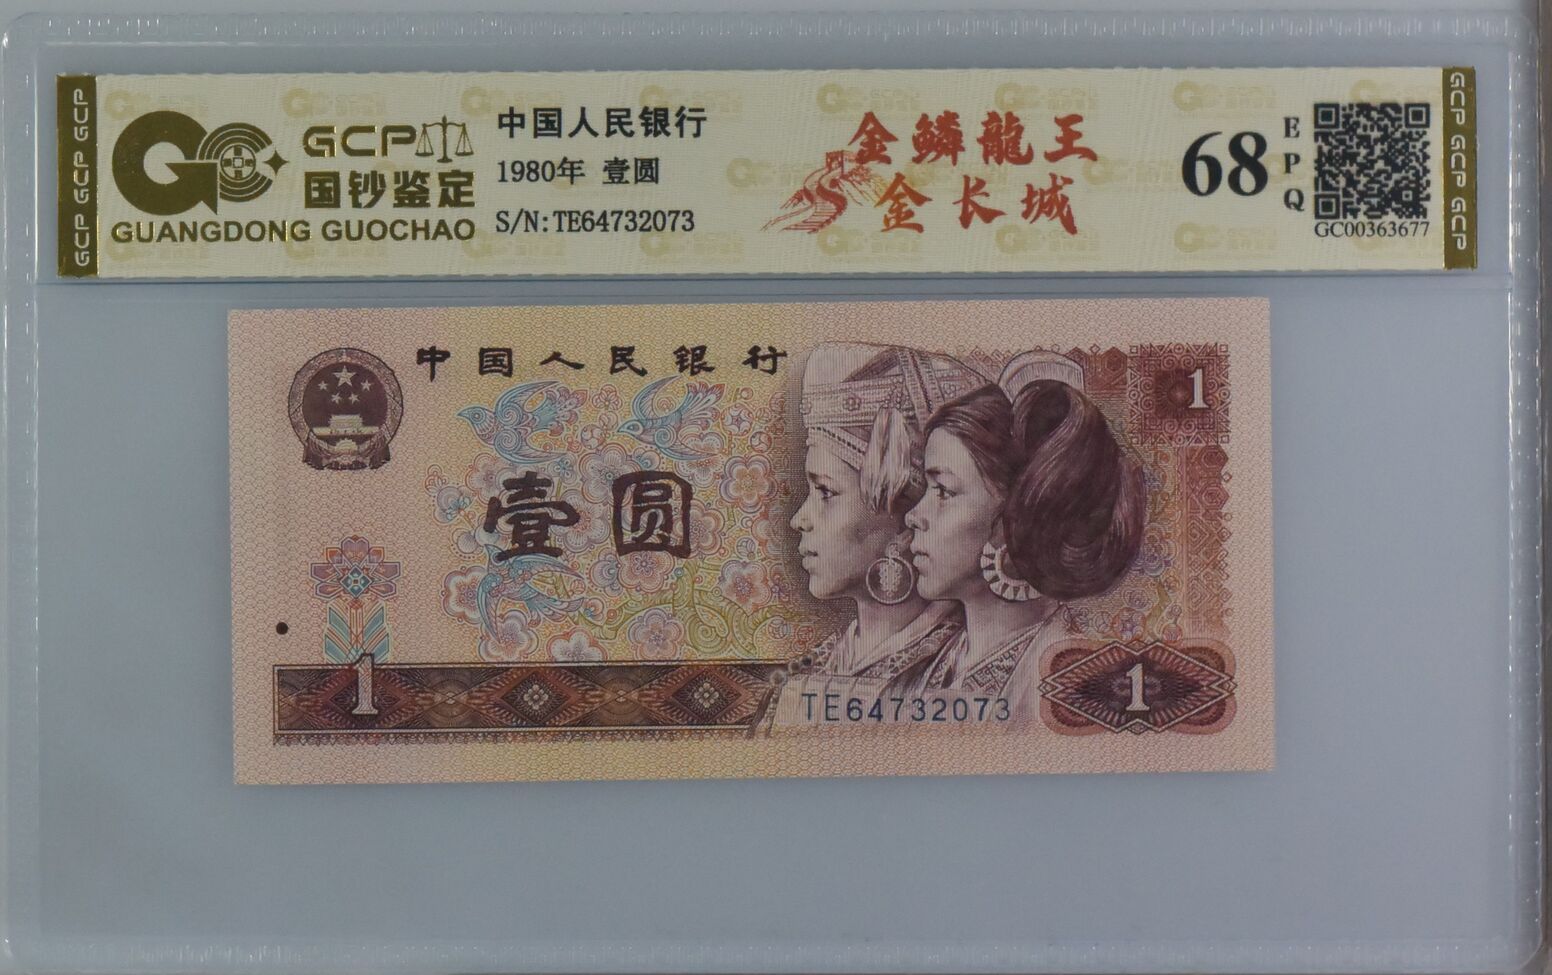 GCP GCP GCP
GCP
国钞鉴定
GUANGDONG GUOCHAO
中国人民银行
1980年 壹圆
S/N:TE64732073
金鳞龍王
金长城
68
EPQ
GC00363677
GCP GCP GCP
中国人民银行
1
壹圆
1
TE64732073
1